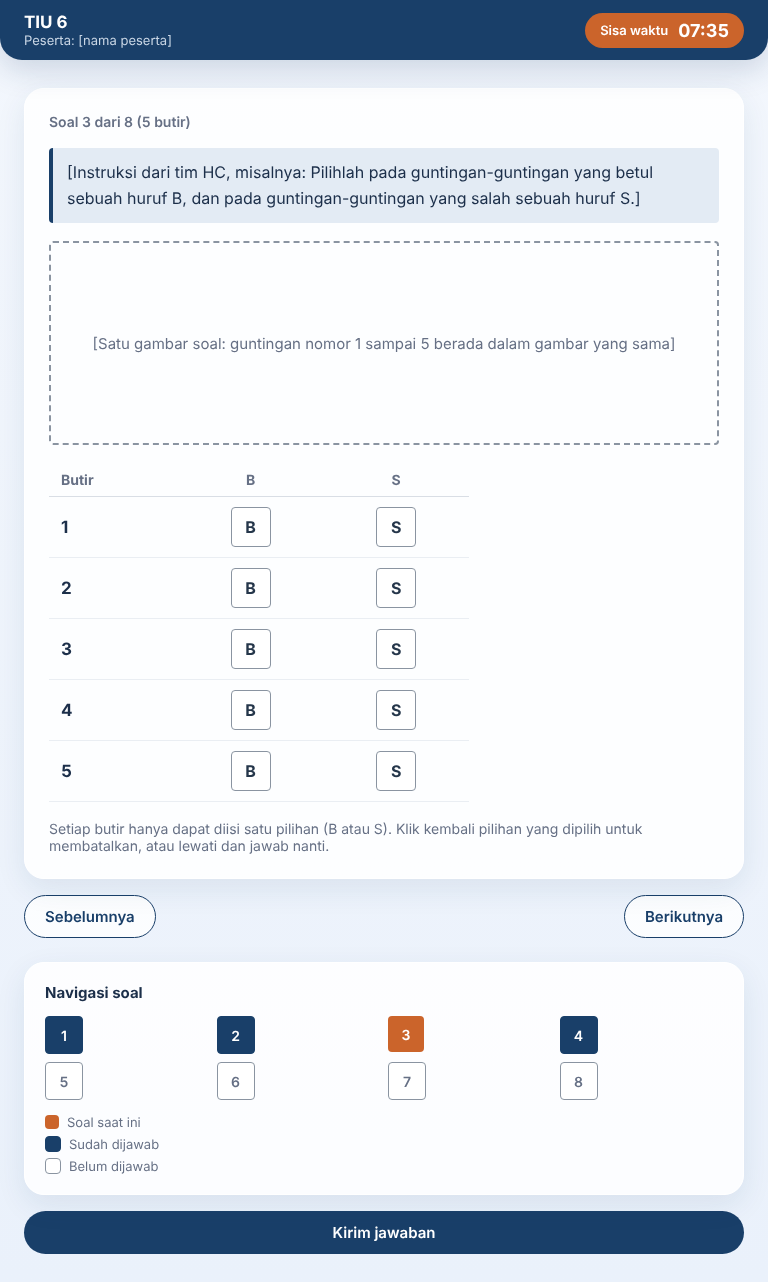 TIU 6
Peserta: [nama peserta]
Sisa waktu 07:35
Soal 3 dari 8 (5 butir)
[Instruksi dari tim HC, misalnya: Pilihlah pada guntingan-guntingan yang betul
sebuah huruf B, dan pada guntingan-guntingan yang salah sebuah huruf S.]
[Satu gambar soal: guntingan nomor 1 sampai 5 berada dalam gambar yang sama]
Butir B S
1 B S
2 B S
3 B S
4 B S
5 B S
Setiap butir hanya dapat diisi satu pilihan (B atau S). Klik kembali pilihan yang dipilih untuk
membatalkan, atau lewati dan jawab nanti.
Sebelumnya Berikutnya
Navigasi soal
1 2 3 4
5 6 7 8
Soal saat ini
Sudah dijawab
Belum dijawab
Kirim jawaban